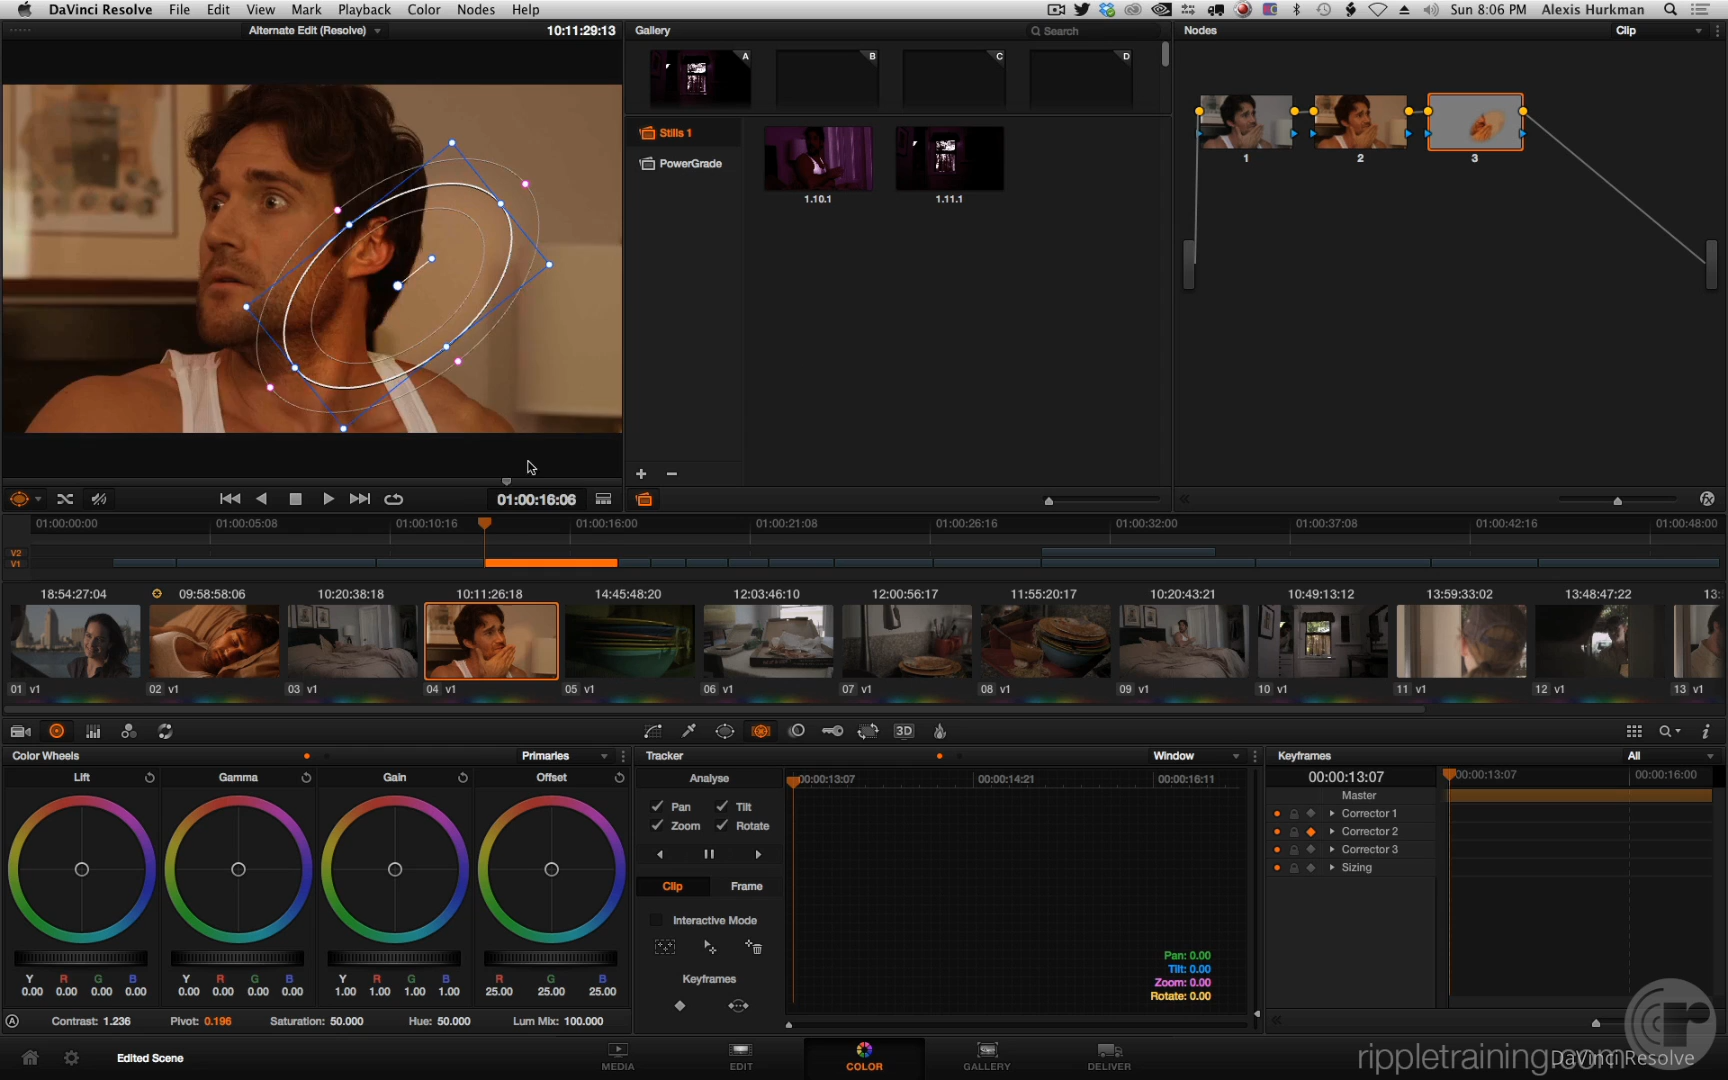 DaVinci Resolve File Edit View Mark Playback Color Nodes Help Sun 8:06 PM Alexis Hurkman
Alternate Edit (Resolve) 10:11:29:13 Gallery Search Nodes Clip
A B C D
Stills 1
PowerGrade
1.10.1 1.11.1
1 2 3
01:00:16:06
01:00:00:00 01:00:05:08 01:00:10:16 01:00:16:00 01:00:21:08 01:00:26:16 01:00:32:00 01:00:37:08 01:00:42:16 01:00:48:00
V2
V1
18:54:27:04 09:58:58:06 10:20:38:18 10:11:26:18 14:45:48:20 12:03:46:10 12:00:56:17 11:55:20:17 10:20:43:21 10:49:13:12 13:59:33:02 13:48:47:22 13:
01 V1 02 V1 03 V1 04 V1 05 V1 06 V1 07 V1 08 V1 09 V1 10 V1 11 V1 12 V1 13 V1
3D
Color Wheels Primaries Tracker Window Keyframes All
Lift Gamma Gain Offset
Analyse
Pan Tilt
Zoom Rotate
Clip Frame
Interactive Mode
Keyframes
00:00:13:07 00:00:14:21 00:00:16:11
Pan: 0.00
Tilt: 0.00
Zoom: 0.00
Rotate: 0.00
00:00:13:07 00:00:13:07 00:00:16:00
Master
Corrector 1
Corrector 2
Corrector 3
Sizing
Y R G B Y R G B Y R G B R G B
0.00 0.00 0.00 0.00 0.00 0.00 0.00 0.00 1.00 1.00 1.00 1.00 25.00 25.00 25.00
A Contrast: 1.236 Pivot: 0.196 Saturation: 50.000 Hue: 50.000 Lum Mix: 100.000
Edited Scene MEDIA EDIT COLOR GALLERY DELIVER
rippletraining.com
DaVinci Resolve